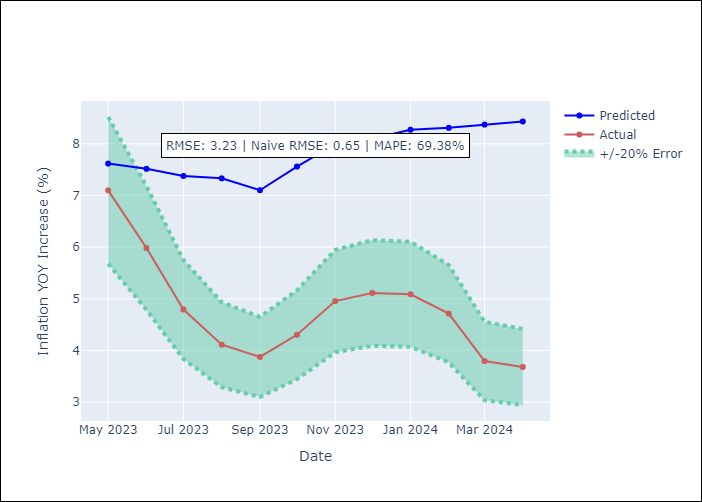 Predicted
Actual
+/-20% Error
RMSE: 3.23 | Naive RMSE: 0.65 | MAPE: 69.38%
Inflation YOY Increase (%)
8
7
6
5
4
3
May 2023 Jul 2023 Sep 2023 Nov 2023 Jan 2024 Mar 2024
Date